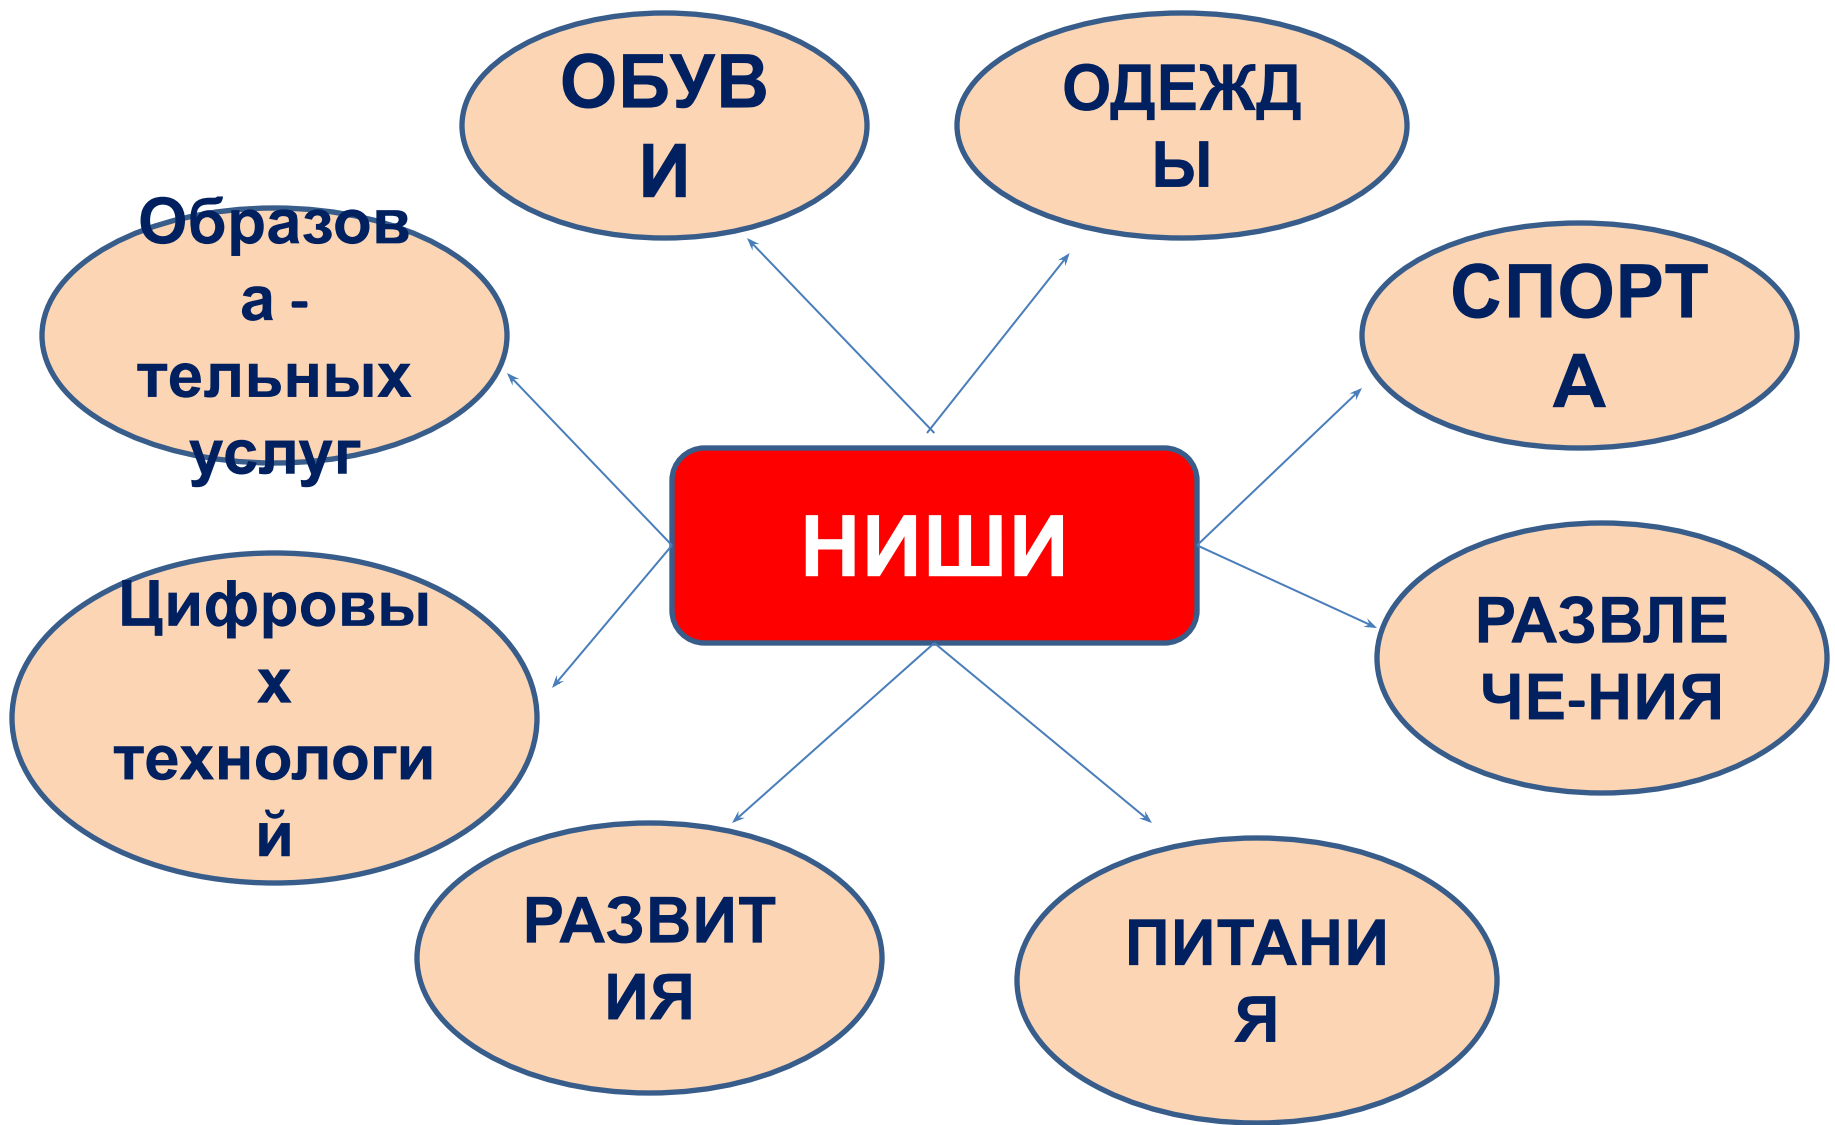 ОБУВ
И
ОДЕЖД
Ы
Образов
а -
тельных
услуг
СПОРТ
А
НИШИ
Цифровы
х
технологи
й
РАЗВЛЕ
ЧЕ-НИЯ
РАЗВИТ
ИЯ
ПИТАНИ
Я